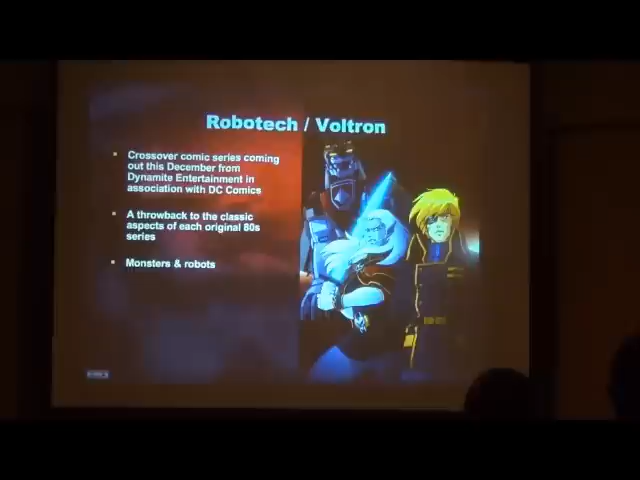 Robotech / Voltron
Crossover comic series coming
out this December from
Dynamite Entertainment in
association with DC Comics
A throwback to the classic
aspects of each original 80s
series
Monsters & robots